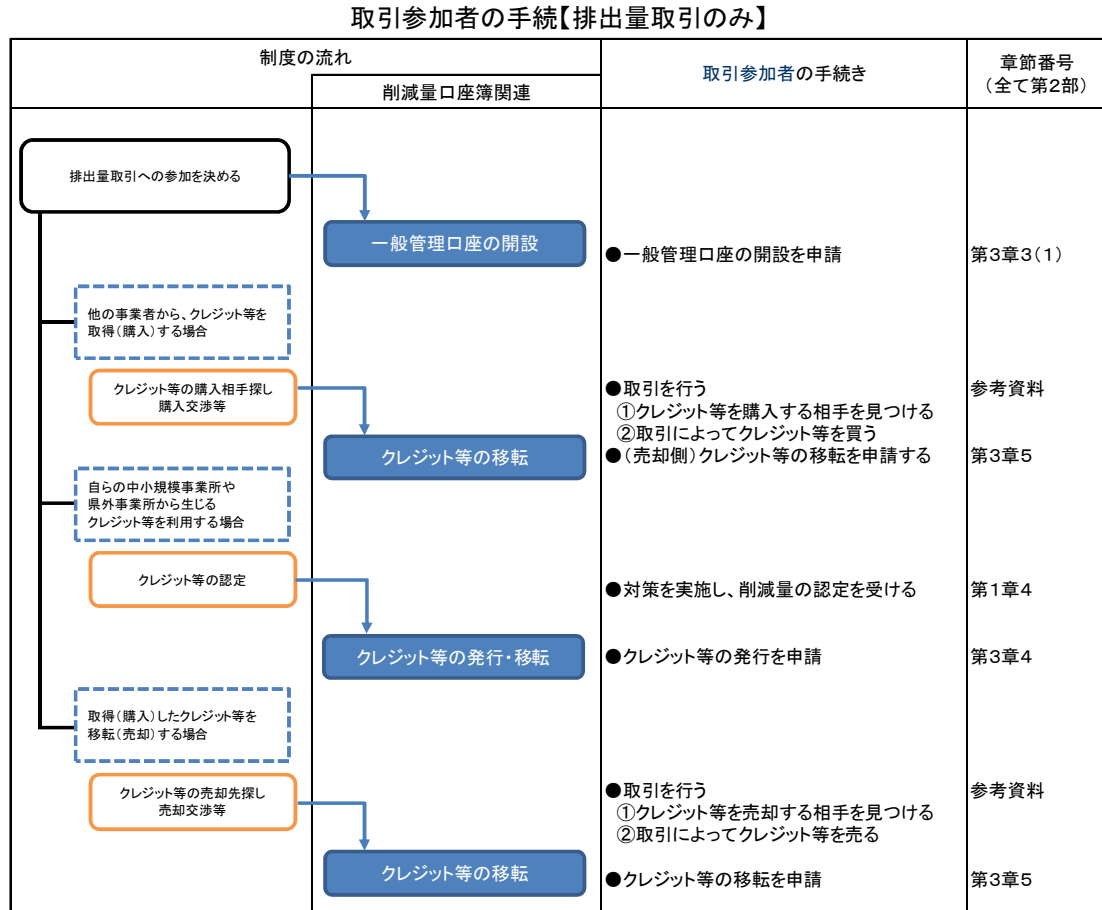 取引参加者の手続【排出量取引のみ】
制度の流れ
削減量口座簿関連
取引参加者の手続き
章節番号
（全て第２部）
排出量取引への参加を決める
一般管理口座の開設
●一般管理口座の開設を申請
第３章３（１）
他の事業者から、クレジット等を
取得（購入）する場合
クレジット等の購入相手探し
購入交渉等
●取引を行う
①クレジット等を購入する相手を見つける
②取引によってクレジット等を買う
参考資料
クレジット等の移転
●（売却側）クレジット等の移転を申請する
第３章５
自らの中小規模事業所や
県外事業所から生じる
クレジット等を利用する場合
クレジット等の認定
●対策を実施し、削減量の認定を受ける
第１章４
クレジット等の発行・移転
●クレジット等の発行を申請
第３章４
取得（購入）したクレジット等を
移転（売却）する場合
クレジット等の売却先探し
売却交渉等
●取引を行う
①クレジット等を売却する相手を見つける
②取引によってクレジット等を売る
参考資料
クレジット等の移転
●クレジット等の移転を申請
第３章５